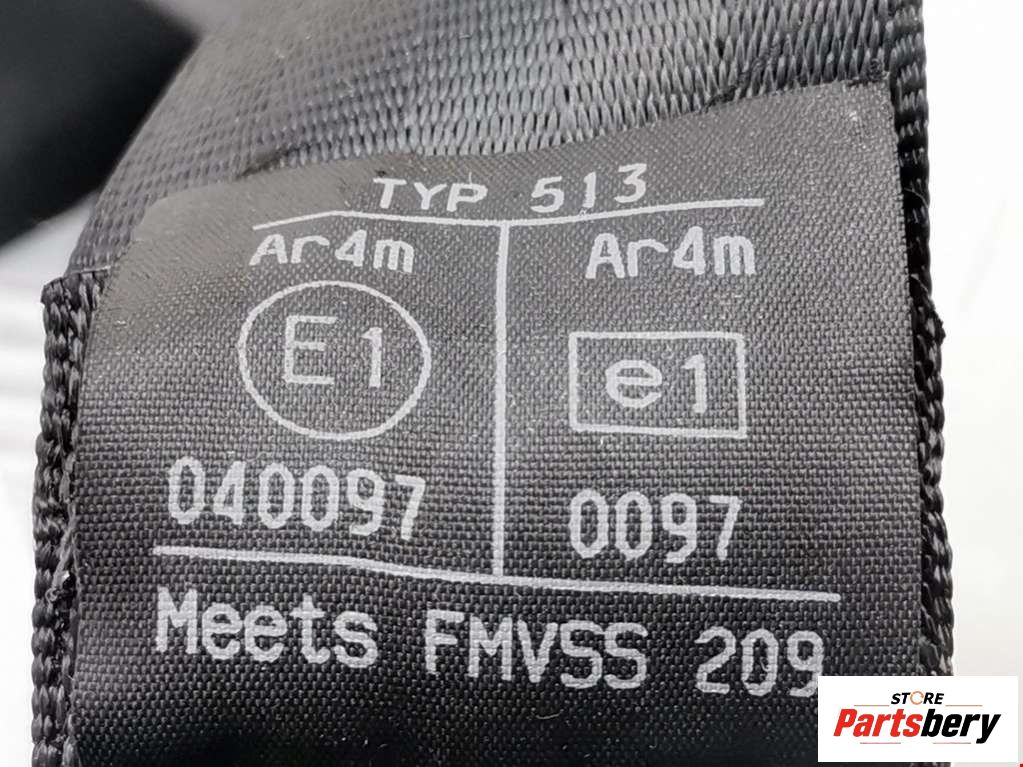 TYP 513
Ar4m Ar4m
E1 e1
040097 0097
Meets FMVSS 209
STORE
Partsbery